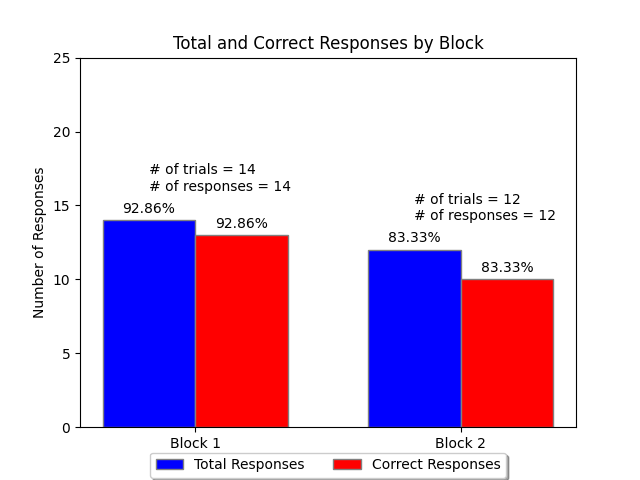 Total and Correct Responses by Block
Number of Responses
25
20
15
10
5
0
# of trials = 14
# of responses = 14
92.86%
92.86%
# of trials = 12
# of responses = 12
83.33%
83.33%
Block 1
Block 2
Total Responses
Correct Responses